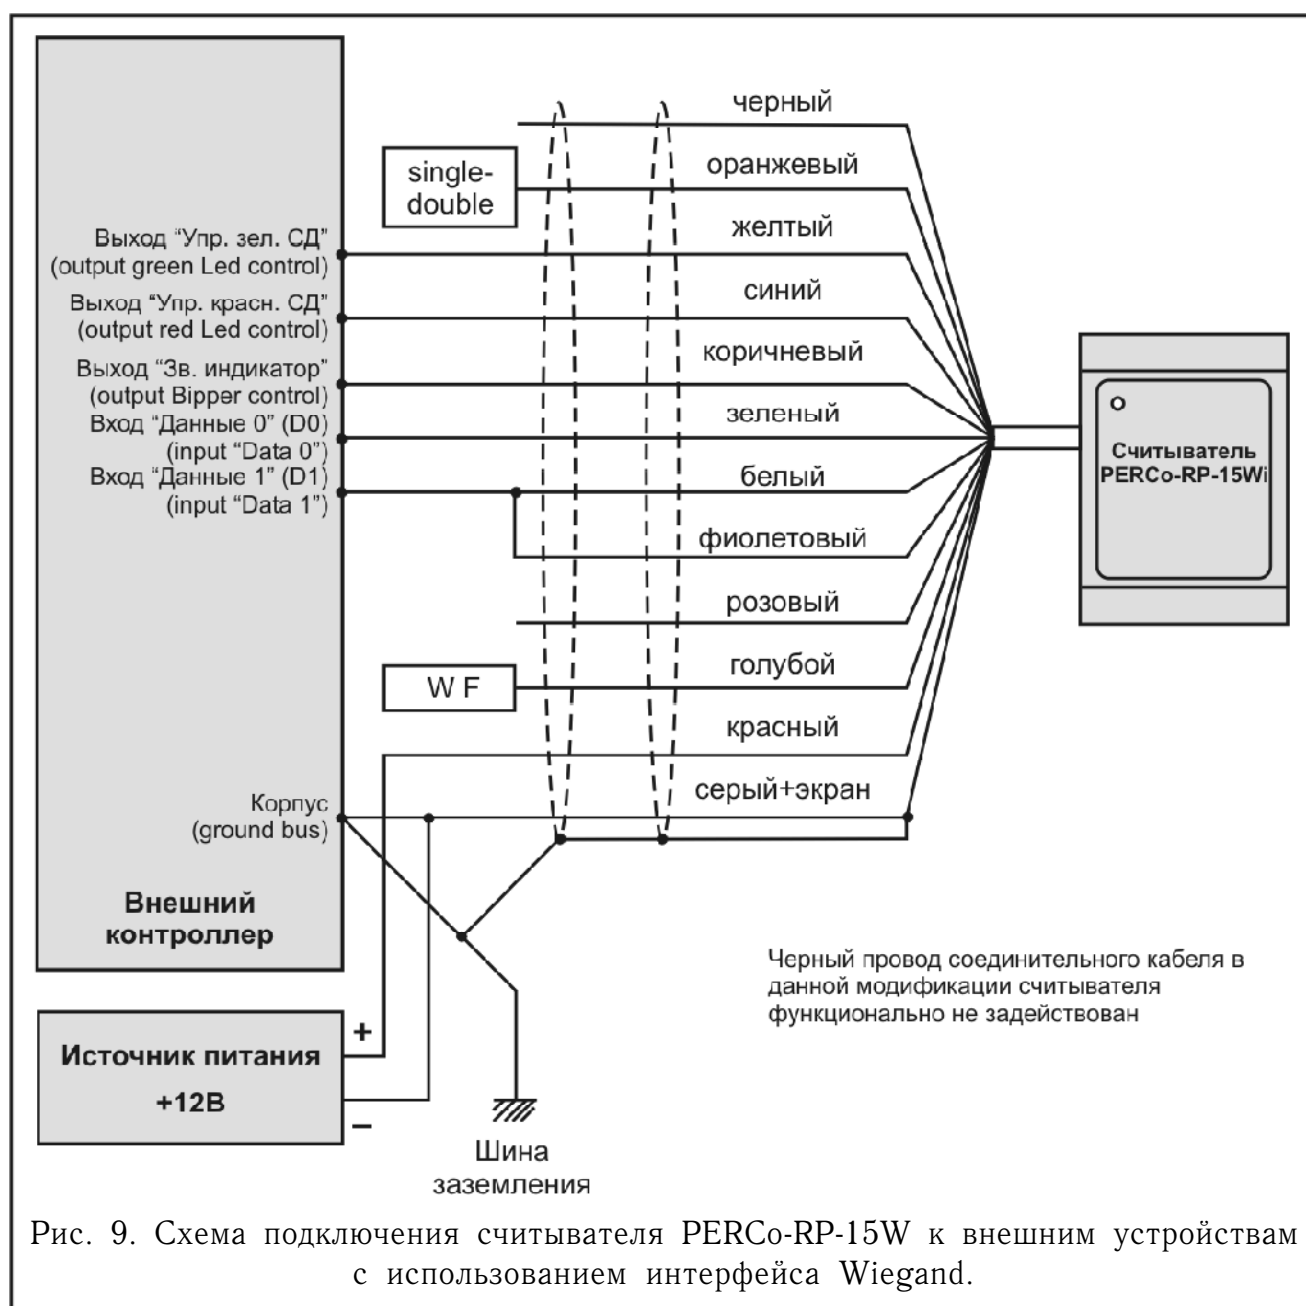 черный
single-
double
оранжевый
желтый
Выход “Упр. зел. СД”
(output green Led control)
синий
Выход “Упр. красн. СД”
(output red Led control)
коричневый
Выход “Зв. индикатор”
(output Bipper control)
зеленый
Вход “Данные 0” (D0)
(input “Data 0”)
белый
Вход “Данные 1” (D1)
(input “Data 1”)
Считыватель
PERCo-RP-15Wi
фиолетовый
розовый
голубой
W F
красный
серый+экран
Корпус
(ground bus)
Внешний
контроллер
Черный провод соединительного кабеля в
данной модификации считывателя
функционально не задействован
+
Источник питания
+12В
–
Шина
заземления
Рис. 9. Схема подключения считывателя PERCo-RP-15W к внешним устройствам
с использованием интерфейса Wiegand.